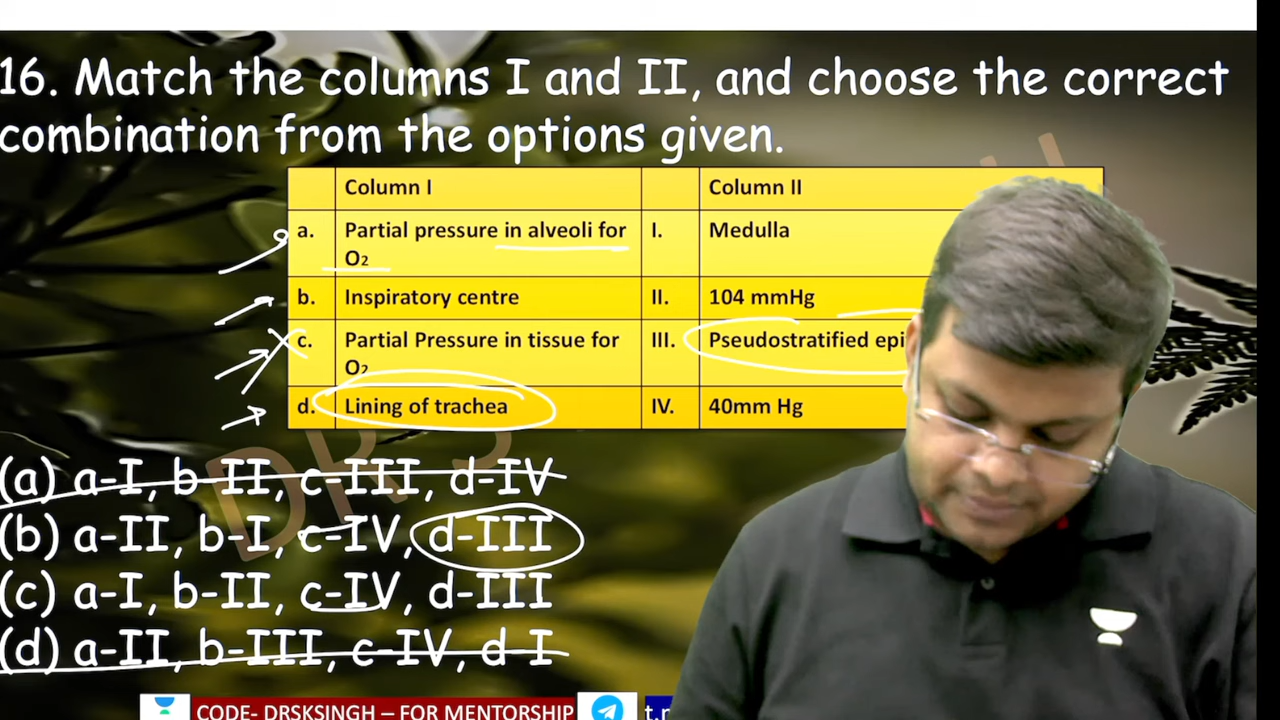 16. Match the columns I and II, and choose the correct
combination from the options given.
Column I Column II
a. Partial pressure in alveoli for O₂ I. Medulla
b. Inspiratory centre II. 104 mmHg
c. Partial Pressure in tissue for O₂ III. Pseudostratified epi
d. Lining of trachea IV. 40mm Hg
(a) a-I, b-II, c-III, d-IV
(b) a-II, b-I, c-IV, d-III
(c) a-I, b-II, c-IV, d-III
(d) a-II, b-III, c-IV, d-I
CODE- DRSKSINGH – FOR MENTORSHIP